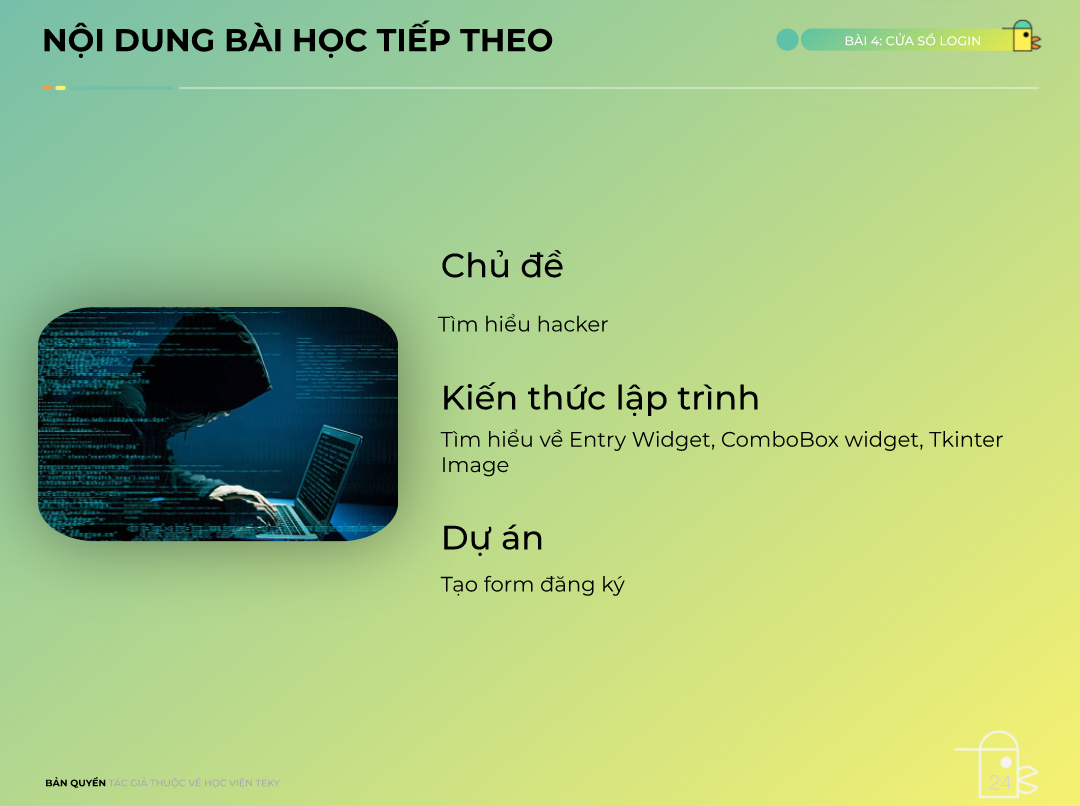 NỘI DUNG BÀI HỌC TIẾP THEO
BÀI 4: CỬA SỔ LOGIN
Chủ đề
Tìm hiểu hacker
Kiến thức lập trình
Tìm hiểu về Entry Widget, ComboBox widget, Tkinter
Image
Dự án
Tạo form đăng ký
BẢN QUYỀN TÁC GIẢ THUỘC VỀ HỌC VIỆN TEKY
24